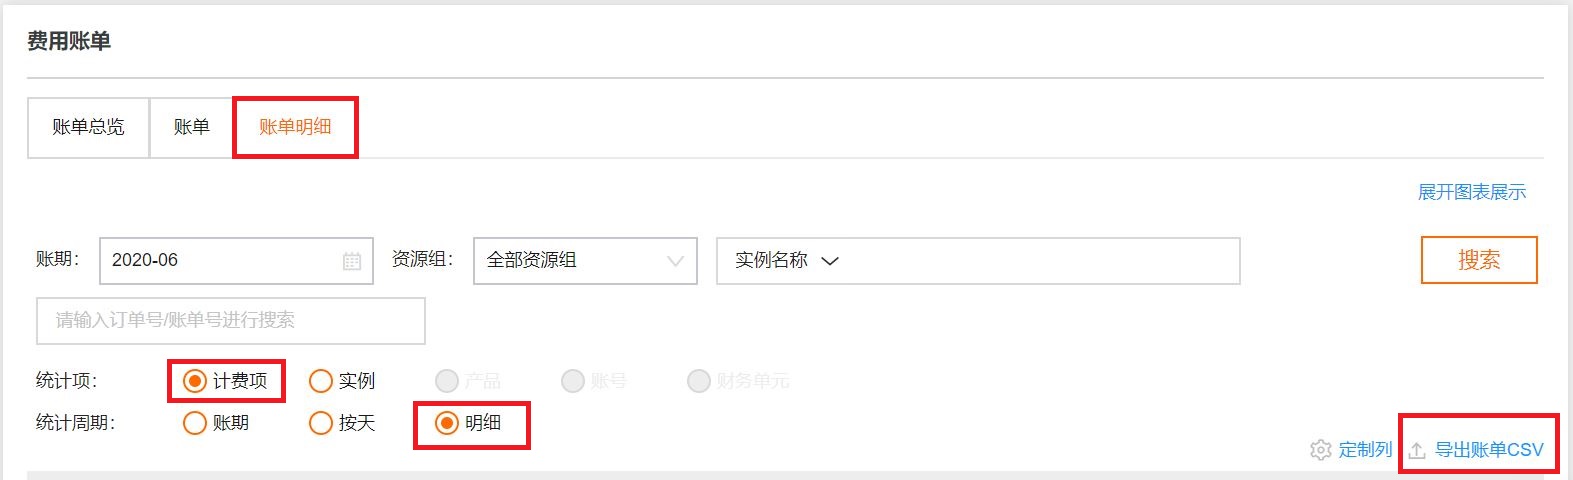 费用账单
账单总览 账单 账单明细
展开图表展示
账期： 2020-06 资源组： 全部资源组 实例名称 搜索
请输入订单号/账单号进行搜索
统计项： 计费项 实例 产品 账号 财务单元
统计周期： 账期 按天 明细
定制列 导出账单CSV